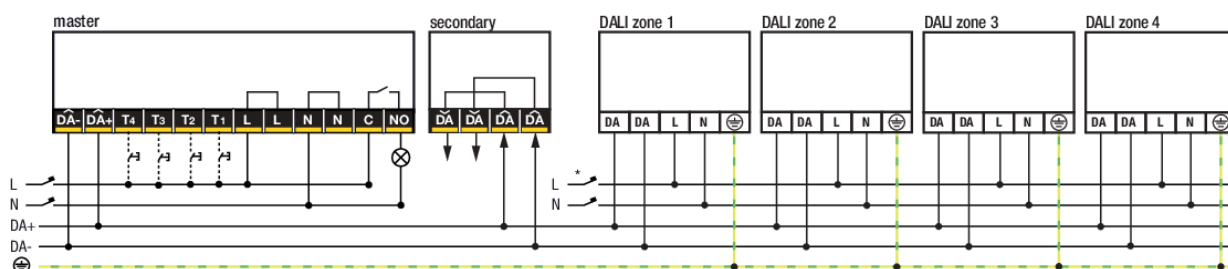 master
secondary
DALI zone 1
DALI zone 2
DALI zone 3
DALI zone 4
DA- DA+ T4 T3 T2 T1 L L N N C NO
DA DA DA DA
DA DA L N
DA DA L N
DA DA L N
DA DA L N
L
N
DA+
DA-
L *
N